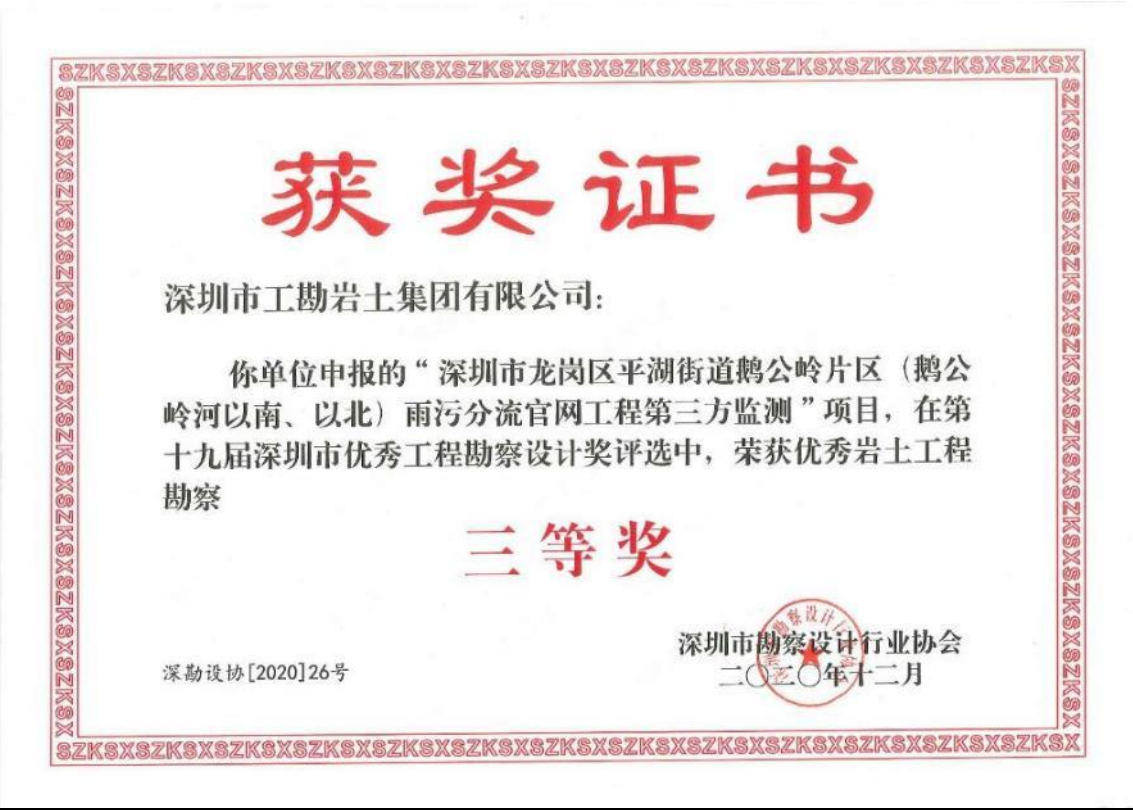 SZKSXSZKSXSZKSXSZKSXSZKSXSZKSXSZKSXSZKSXSZKSXSZKSXSZKSX
获奖证书
深圳市工勘岩土集团有限公司：
你单位申报的“深圳市龙岗区平湖街道鹅公岭片区（鹅公
岭河以南、以北）雨污分流官网工程第三方监测”项目，在第
十九届深圳市优秀工程勘察设计奖评选中，荣获优秀岩土工程
勘察
三等奖
深圳市勘察设计行业协会
深勘设协[2020]26号
二〇二〇年十二月
SZKSXSZKSXSZKSXSZKSXSZKSXSZKSXSZKSXSZKSXSZKSXSZKSXSZKSX